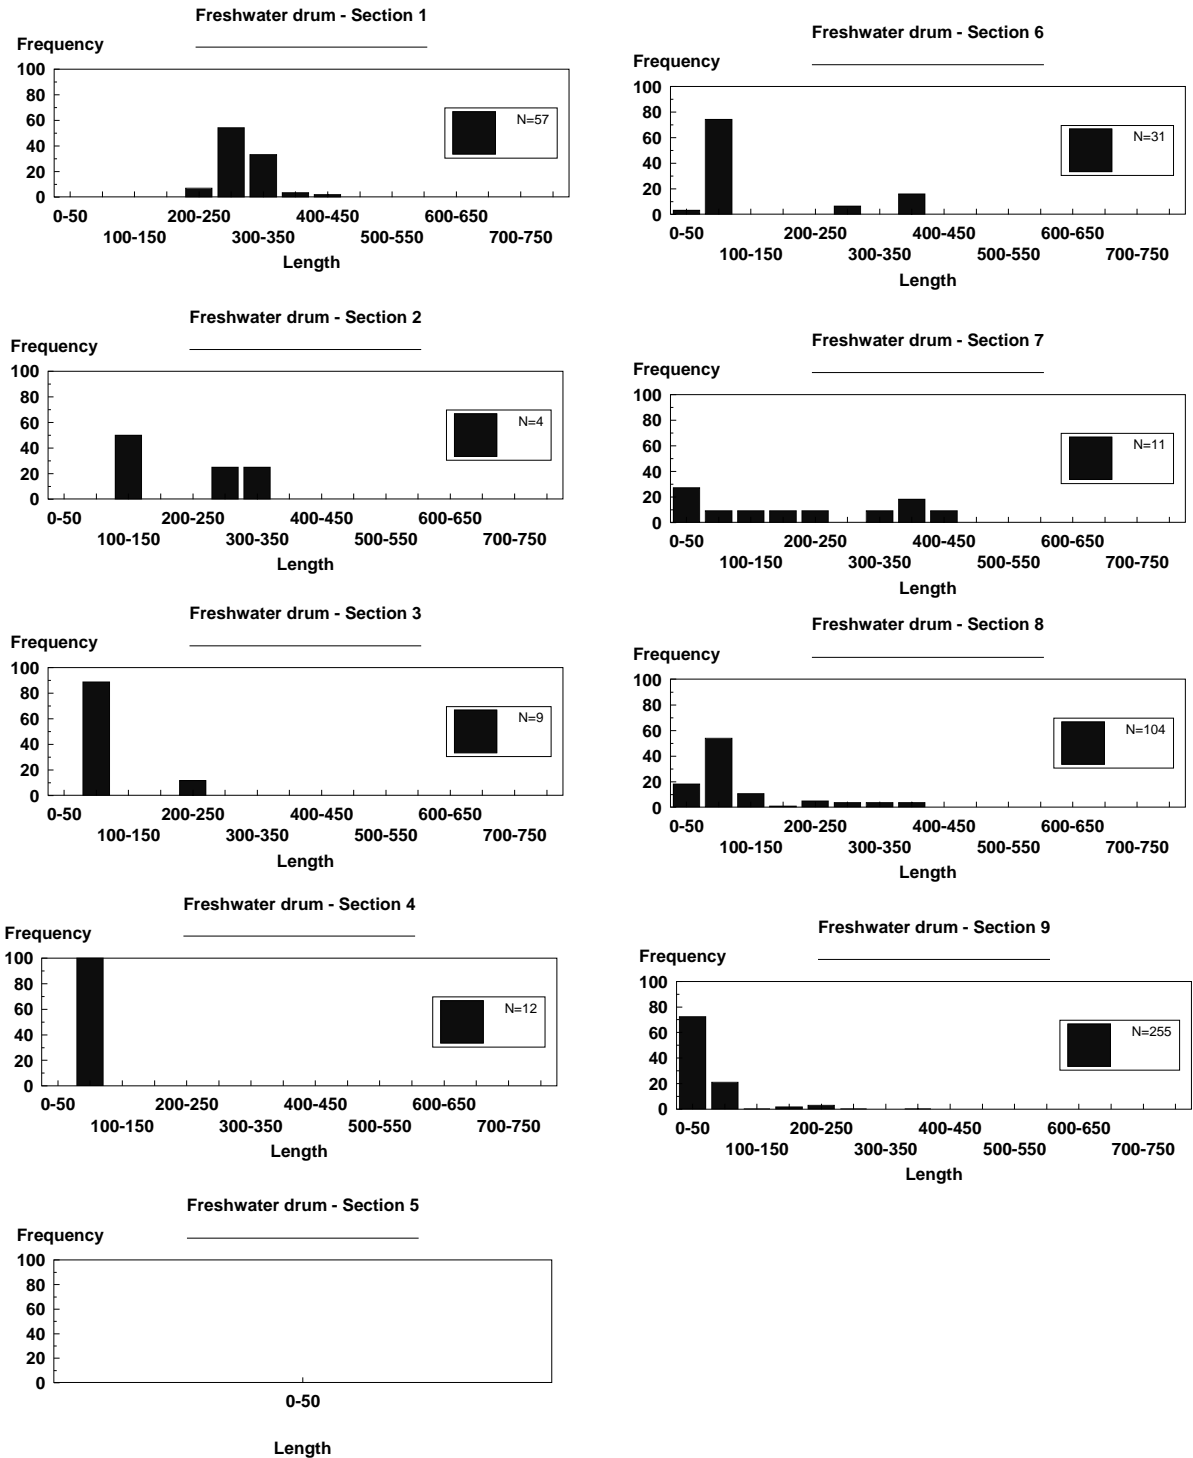 Freshwater drum - Section 1
Frequency
100
80
60
40
20
0
N=57
0-50 200-250 400-450 600-650
100-150 300-350 500-550 700-750
Length
Freshwater drum - Section 2
Frequency
100
80
60
40
20
0
N=4
0-50 200-250 400-450 600-650
100-150 300-350 500-550 700-750
Length
Freshwater drum - Section 3
Frequency
100
80
60
40
20
0
N=9
0-50 200-250 400-450 600-650
100-150 300-350 500-550 700-750
Length
Freshwater drum - Section 4
Frequency
100
80
60
40
20
0
N=12
0-50 200-250 400-450 600-650
100-150 300-350 500-550 700-750
Length
Freshwater drum - Section 5
Frequency
100
80
60
40
20
0
0-50
Length
Freshwater drum - Section 6
Frequency
100
80
60
40
20
0
N=31
0-50 200-250 400-450 600-650
100-150 300-350 500-550 700-750
Length
Freshwater drum - Section 7
Frequency
100
80
60
40
20
0
N=11
0-50 200-250 400-450 600-650
100-150 300-350 500-550 700-750
Length
Freshwater drum - Section 8
Frequency
100
80
60
40
20
0
N=104
0-50 200-250 400-450 600-650
100-150 300-350 500-550 700-750
Length
Freshwater drum - Section 9
Frequency
100
80
60
40
20
0
N=255
0-50 200-250 400-450 600-650
100-150 300-350 500-550 700-750
Length